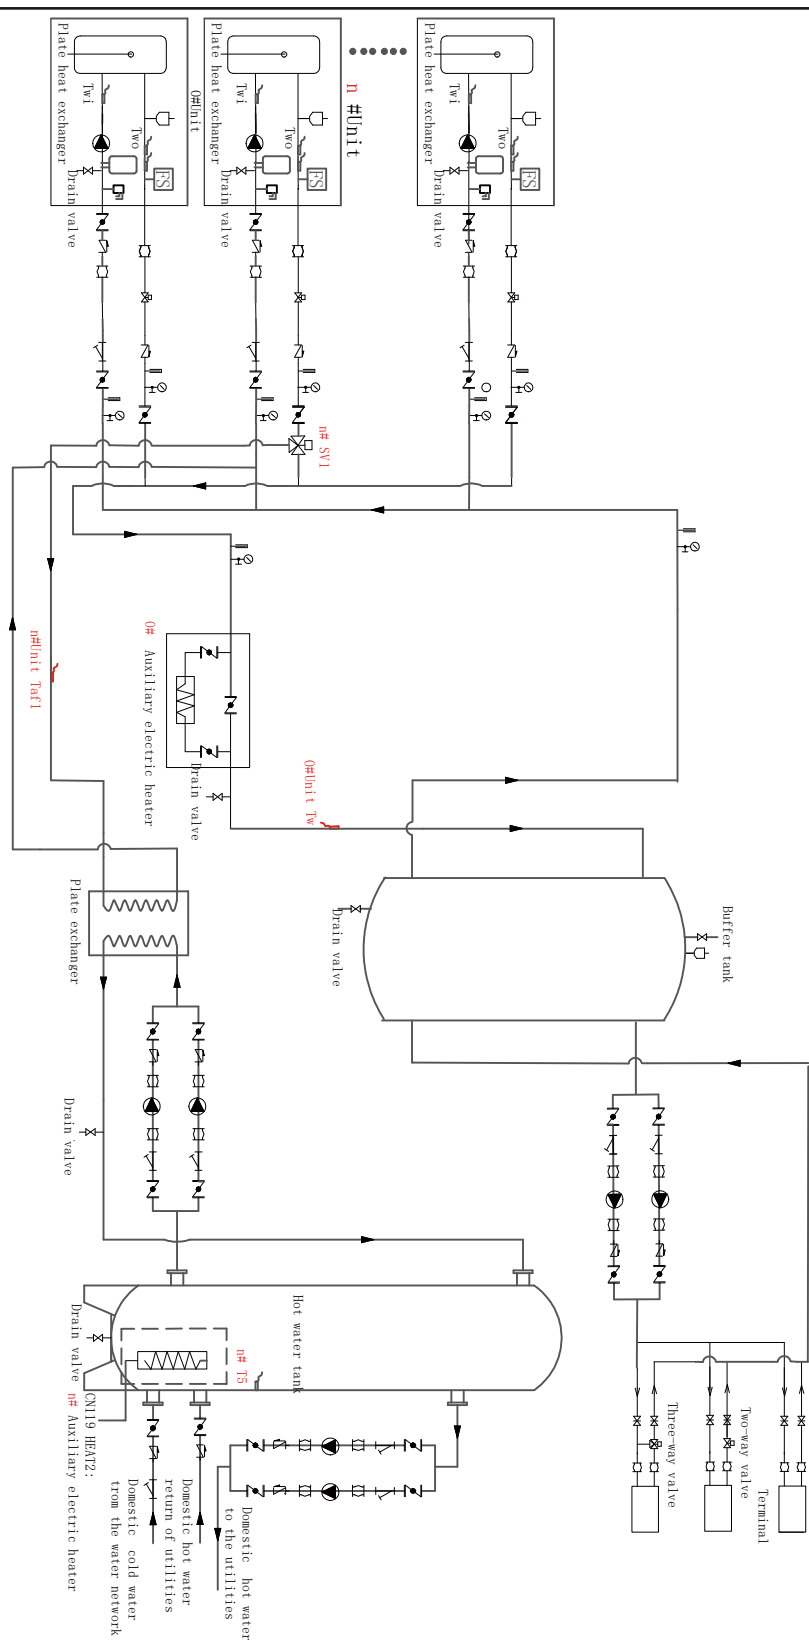 Plate heat exchanger
Twi
Two
FS
Drain valve
0#Unit
Plate heat exchanger
Twi
Two
FS
Drain valve
n #Unit
Plate heat exchanger
Twi
Two
FS
Drain valve
n# SV1
n#Unit Taf1
0# Auxiliary electric heater
Drain valve
0#Unit Tw
Plate exchanger
Drain valve
Buffer tank
Drain valve
Hot water tank
Drain valve
n# T5
CN119 HEAT2:
n# Auxiliary electric heater
Domestic cold water
trom the water network
Domestic hot water
return of utilities
Domestic hot water
to the utilities
Three-way valve
Two-way valve
Terminal